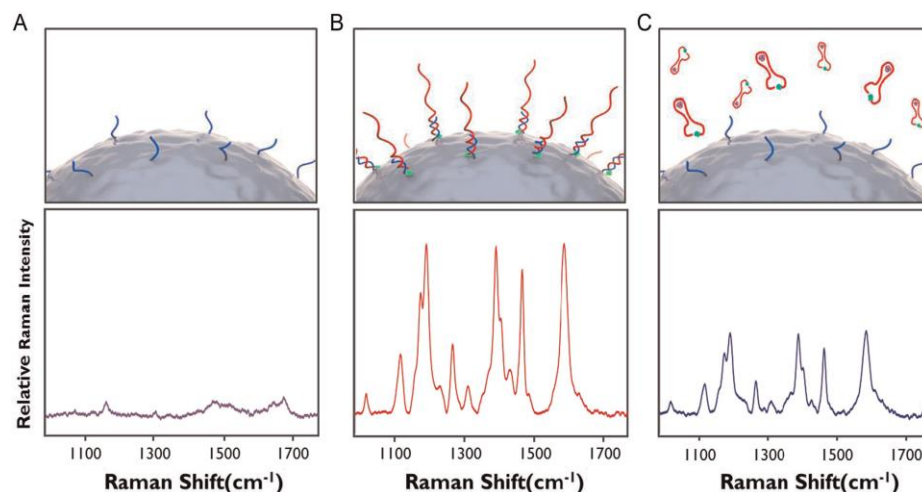 A
B
C
Relative Raman Intensity
1100 1300 1500 1700
1100 1300 1500 1700
1100 1300 1500 1700
Raman Shift(cm⁻¹)
Raman Shift(cm⁻¹)
Raman Shift(cm⁻¹)